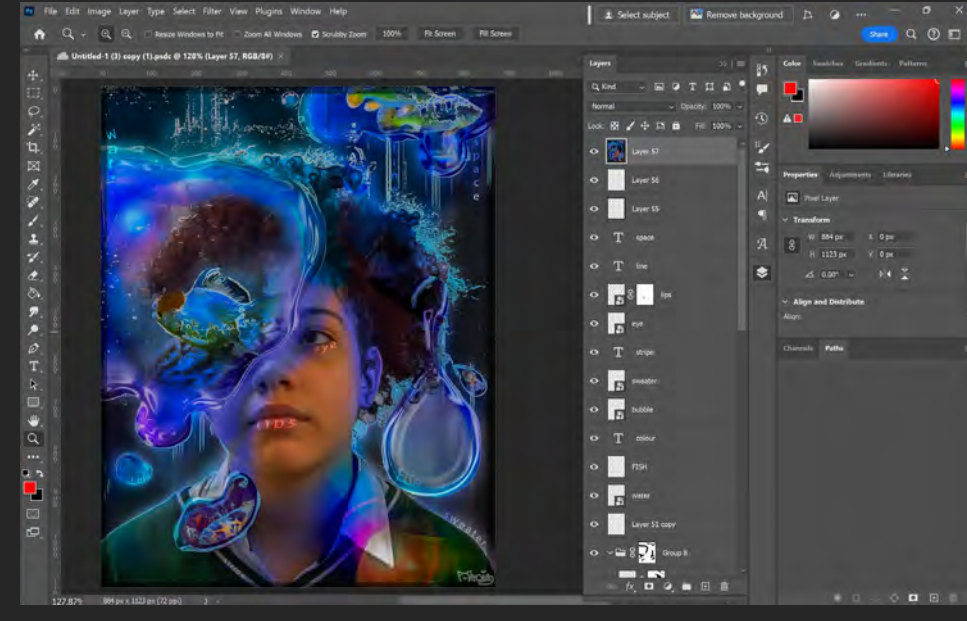 File Edit Image Layer Type Select Filter View Plugins Window Help
Select subject
Remove background
Resize Windows to Fit
Zoom All Windows
Scrubby Zoom
100%
Fit Screen
Fill Screen
Share
Untitled-1 (3) copy (1).psdc @ 128% (Layer 57, RGB/8#)
space
eye
LIPS
sweater
Layers
Kind
Normal
Opacity: 100%
Lock:
Fill: 100%
Layer 57
Layer 56
Layer 55
space
line
lips
eye
stripe
sweater
bubble
colour
FISH
water
Layer 51 copy
Group 8
Color Swatches Gradients Patterns
Properties Adjustments Libraries
Pixel Layer
Transform
W 884 px X 0 px
H 1123 px Y 0 px
0.00°
Align and Distribute
Align:
Channels Paths
127.87% 884 px x 1123 px (72 ppi)